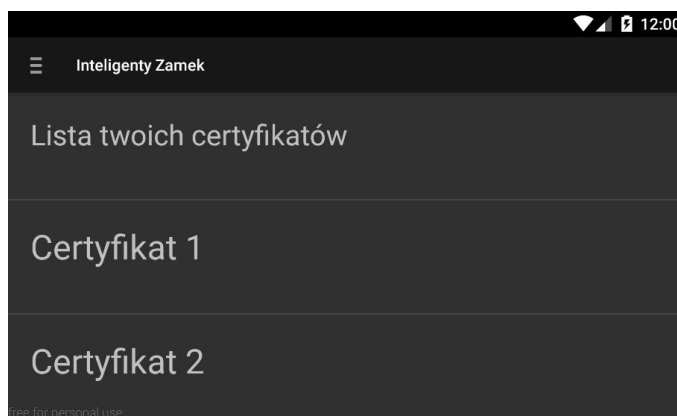 12:00
Inteligenty Zamek
Lista twoich certyfikatów
Certyfikat 1
Certyfikat 2
free for personal use